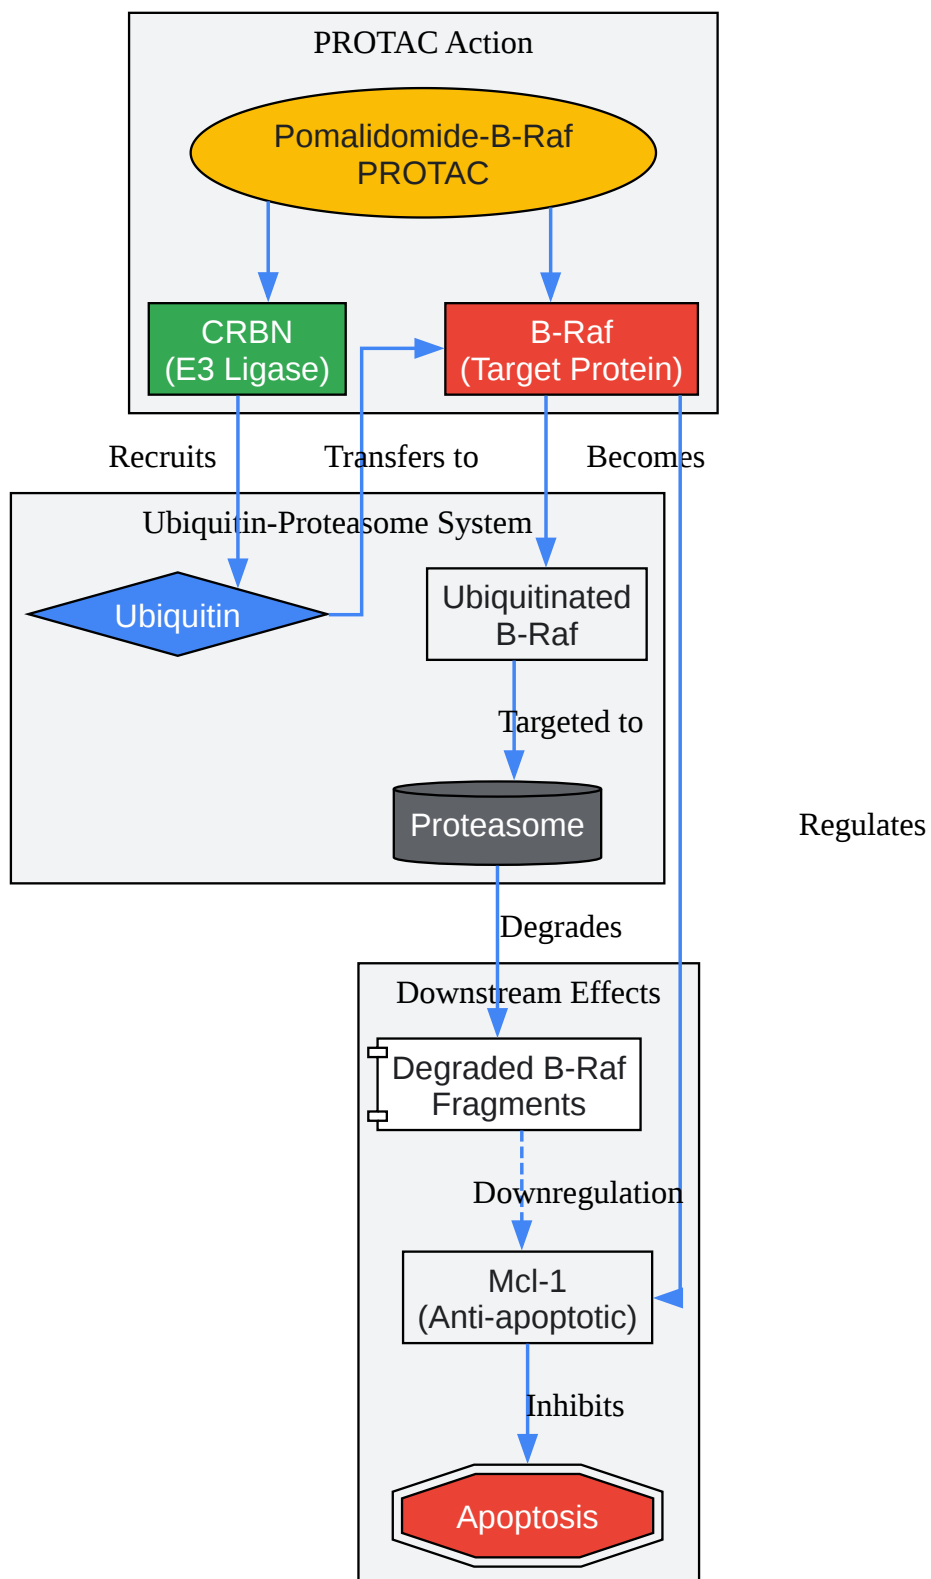 PROTAC Action
Pomalidomide-B-Raf
PROTAC
CRBN
(E3 Ligase)
B-Raf
(Target Protein)
Recruits
Transfers to
Becomes
Ubiquitin-Proteasome System
Ubiquitin
Ubiquitinated
B-Raf
Targeted to
Proteasome
Regulates
Degrades
Downstream Effects
Degraded B-Raf
Fragments
Downregulation
Mcl-1
(Anti-apoptotic)
Inhibits
Apoptosis